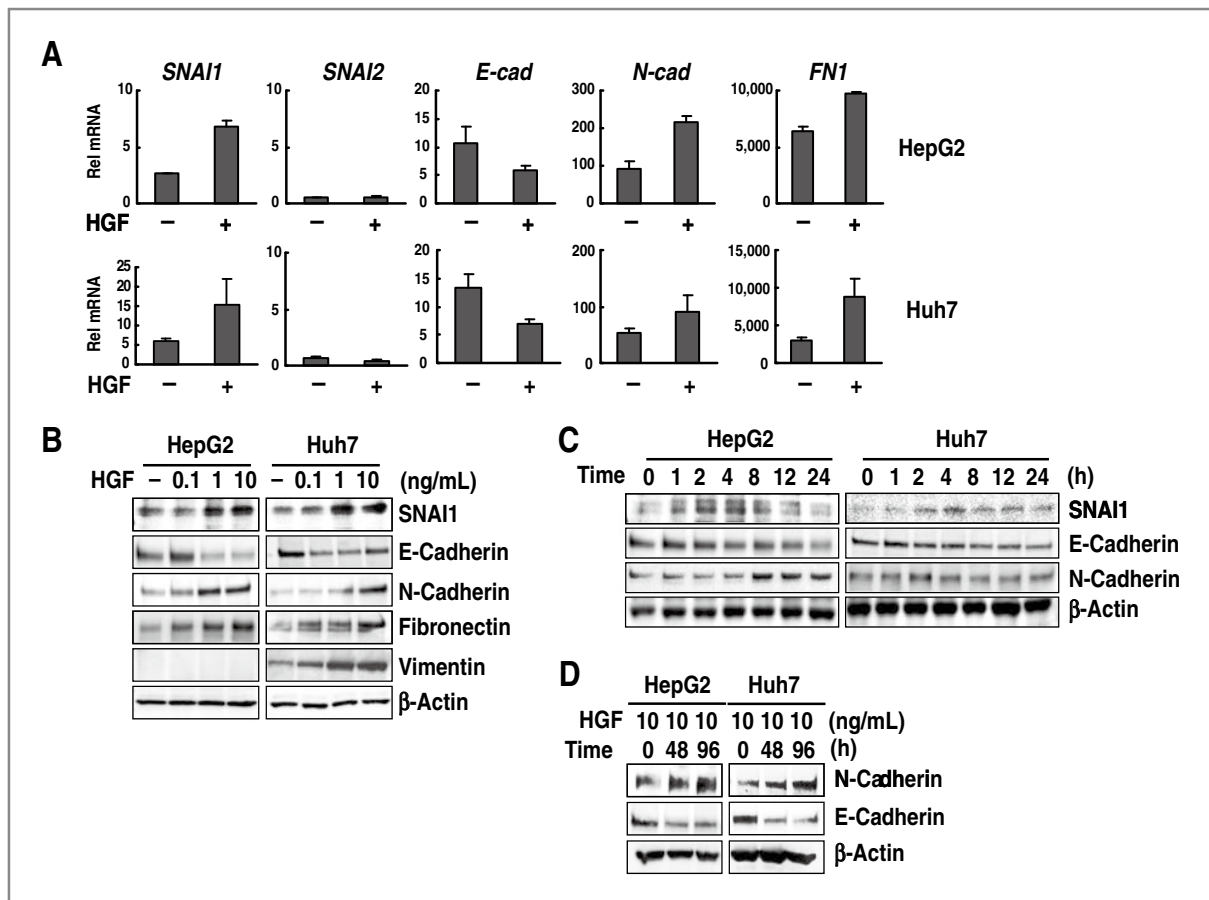 A
SNAI1 SNAI2 E-cad N-cad FN1
Rel mRNA
10
5
0
10
5
0
20
15
10
5
0
300
200
100
0
10,000
5,000
0
HepG2
HGF − + − + − + − + − +
Rel mRNA
25
20
15
10
5
0
10
5
0
20
15
10
5
0
200
100
0
15,000
10,000
5,000
0
Huh7
HGF − + − + − + − + − +
B
HepG2 Huh7
HGF − 0.1 1 10 − 0.1 1 10 (ng/mL)
SNAI1
E-Cadherin
N-Cadherin
Fibronectin
Vimentin
β-Actin
C
HepG2 Huh7
Time 0 1 2 4 8 12 24 0 1 2 4 8 12 24 (h)
SNAI1
E-Cadherin
N-Cadherin
β-Actin
D
HepG2 Huh7
HGF 10 10 10 10 10 10 (ng/mL)
Time 0 48 96 0 48 96 (h)
N-Cadherin
E-Cadherin
β-Actin